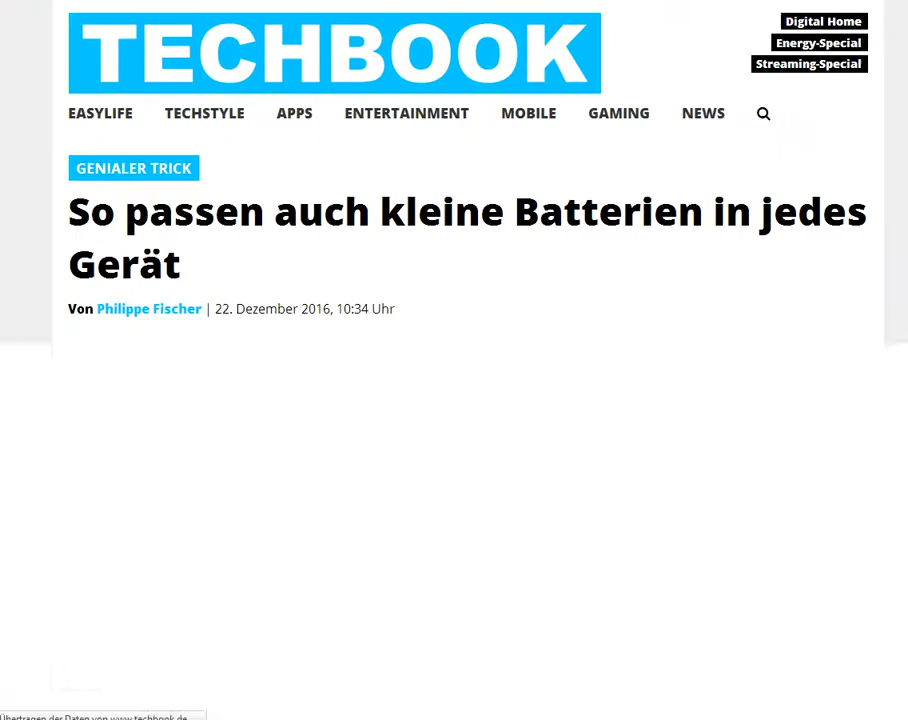 TECHBOOK
Digital Home
Energy-Special
Streaming-Special
EASYLIFE TECHSTYLE APPS ENTERTAINMENT MOBILE GAMING NEWS
GENIALER TRICK
So passen auch kleine Batterien in jedes
Gerät
Von Philippe Fischer | 22. Dezember 2016, 10:34 Uhr
Übertragen der Daten von www.techbook.de